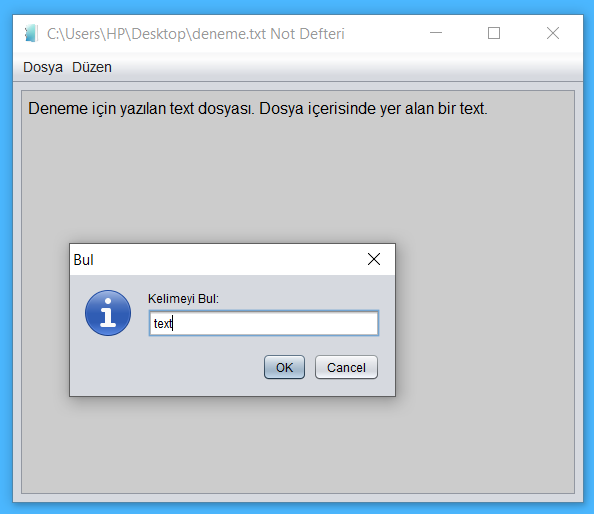 C:\Users\HP\Desktop\deneme.txt Not Defteri
Dosya Düzen
Deneme için yazılan text dosyası. Dosya içerisinde yer alan bir text.
Bul
Kelimeyi Bul:
text
OK Cancel